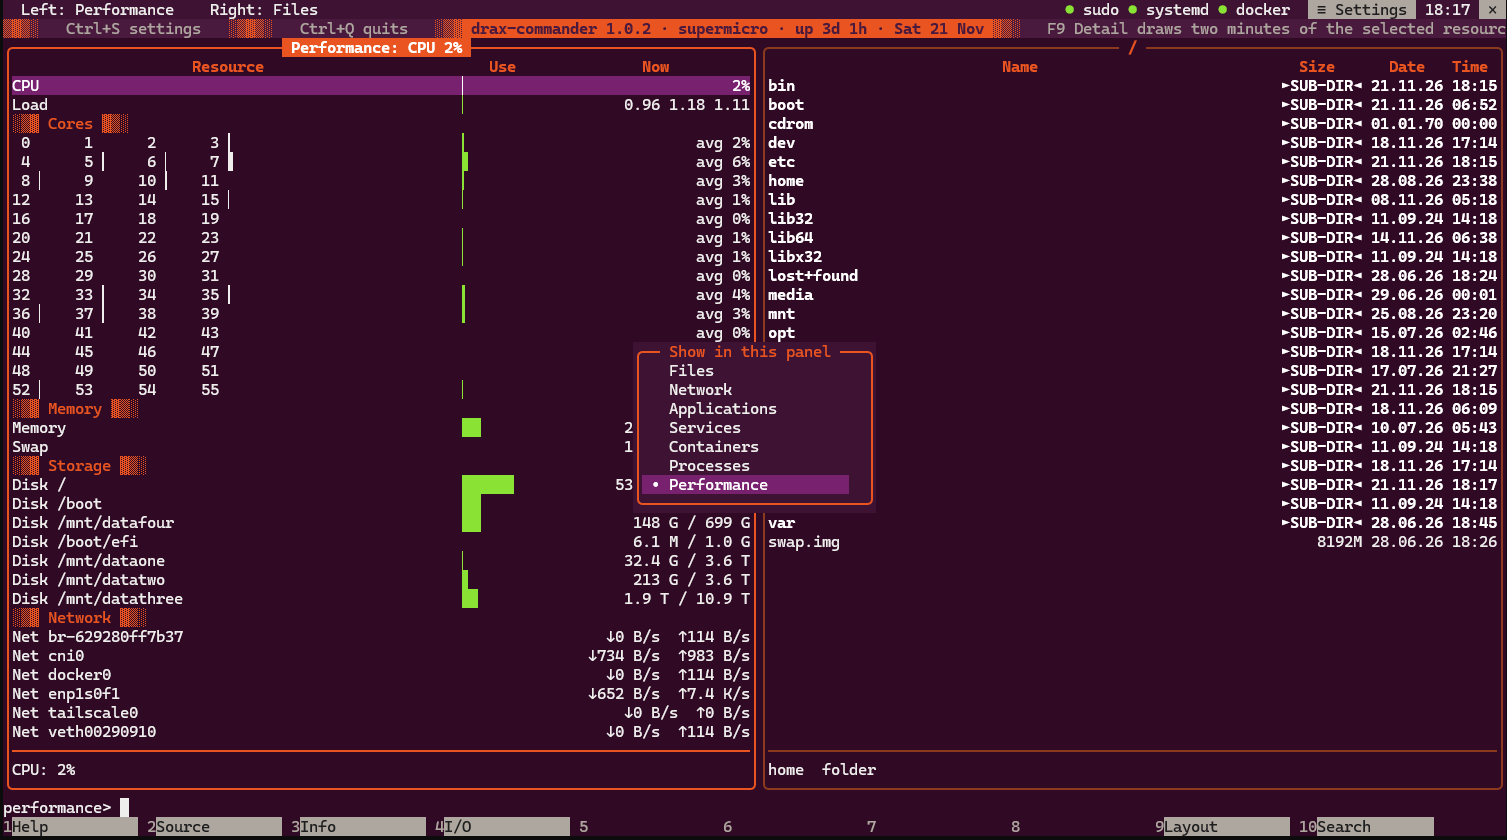 Left: Performance    Right: Files    ● sudo ● systemd ● docker    ≡ Settings 18:17 ×
Ctrl+S settings    Ctrl+Q quits    drax-commander 1.0.2 · supermicro · up 3d 1h · Sat 21 Nov    F9 Detail draws two minutes of the selected resourc
Performance: CPU 2%    /
Resource    Use    Now    Name    Size    Date    Time
CPU    2%    bin    ►SUB-DIR◄ 21.11.26 18:15
Load    0.96 1.18 1.11    boot    ►SUB-DIR◄ 21.11.26 06:52
Cores    cdrom    ►SUB-DIR◄ 01.01.70 00:00
0    1    2    3    avg 2%    dev    ►SUB-DIR◄ 18.11.26 17:14
4    5    6    7    avg 6%    etc    ►SUB-DIR◄ 21.11.26 18:15
8    9    10    11    avg 3%    home    ►SUB-DIR◄ 28.08.26 23:38
12    13    14    15    avg 1%    lib    ►SUB-DIR◄ 08.11.26 05:18
16    17    18    19    avg 0%    lib32    ►SUB-DIR◄ 11.09.24 14:18
20    21    22    23    avg 1%    lib64    ►SUB-DIR◄ 14.11.26 06:38
24    25    26    27    avg 1%    libx32    ►SUB-DIR◄ 11.09.24 14:18
28    29    30    31    avg 0%    lost+found    ►SUB-DIR◄ 28.06.26 18:24
32    33    34    35    avg 4%    media    ►SUB-DIR◄ 29.06.26 00:01
36    37    38    39    avg 3%    mnt    ►SUB-DIR◄ 25.08.26 23:20
40    41    42    43    avg 0%    opt    ►SUB-DIR◄ 15.07.26 02:46
44    45    46    47    Show in this panel    ►SUB-DIR◄ 18.11.26 17:14
48    49    50    51    Files    ►SUB-DIR◄ 17.07.26 21:27
52    53    54    55    Network    ►SUB-DIR◄ 21.11.26 18:15
Memory    Applications    ►SUB-DIR◄ 18.11.26 06:09
Memory    2    Services    ►SUB-DIR◄ 10.07.26 05:43
Swap    1    Containers    ►SUB-DIR◄ 11.09.24 14:18
Storage    Processes    ►SUB-DIR◄ 18.11.26 17:14
Disk /    53    • Performance    ►SUB-DIR◄ 21.11.26 18:17
Disk /boot    ►SUB-DIR◄ 11.09.24 14:18
Disk /mnt/datafour    148 G / 699 G    var    ►SUB-DIR◄ 28.06.26 18:45
Disk /boot/efi    6.1 M / 1.0 G    swap.img    8192M 28.06.26 18:26
Disk /mnt/dataone    32.4 G / 3.6 T
Disk /mnt/datatwo    213 G / 3.6 T
Disk /mnt/datathree    1.9 T / 10.9 T
Network
Net br-629280ff7b37    ↓0 B/s  ↑114 B/s
Net cni0    ↓734 B/s  ↑983 B/s
Net docker0    ↓0 B/s  ↑114 B/s
Net enp1s0f1    ↓652 B/s  ↑7.4 K/s
Net tailscale0    ↓0 B/s  ↑0 B/s
Net veth00290910    ↓0 B/s  ↑114 B/s
CPU: 2%    home  folder
performance>
1Help    2Source    3Info    4I/O    5    6    7    8    9Layout    10Search